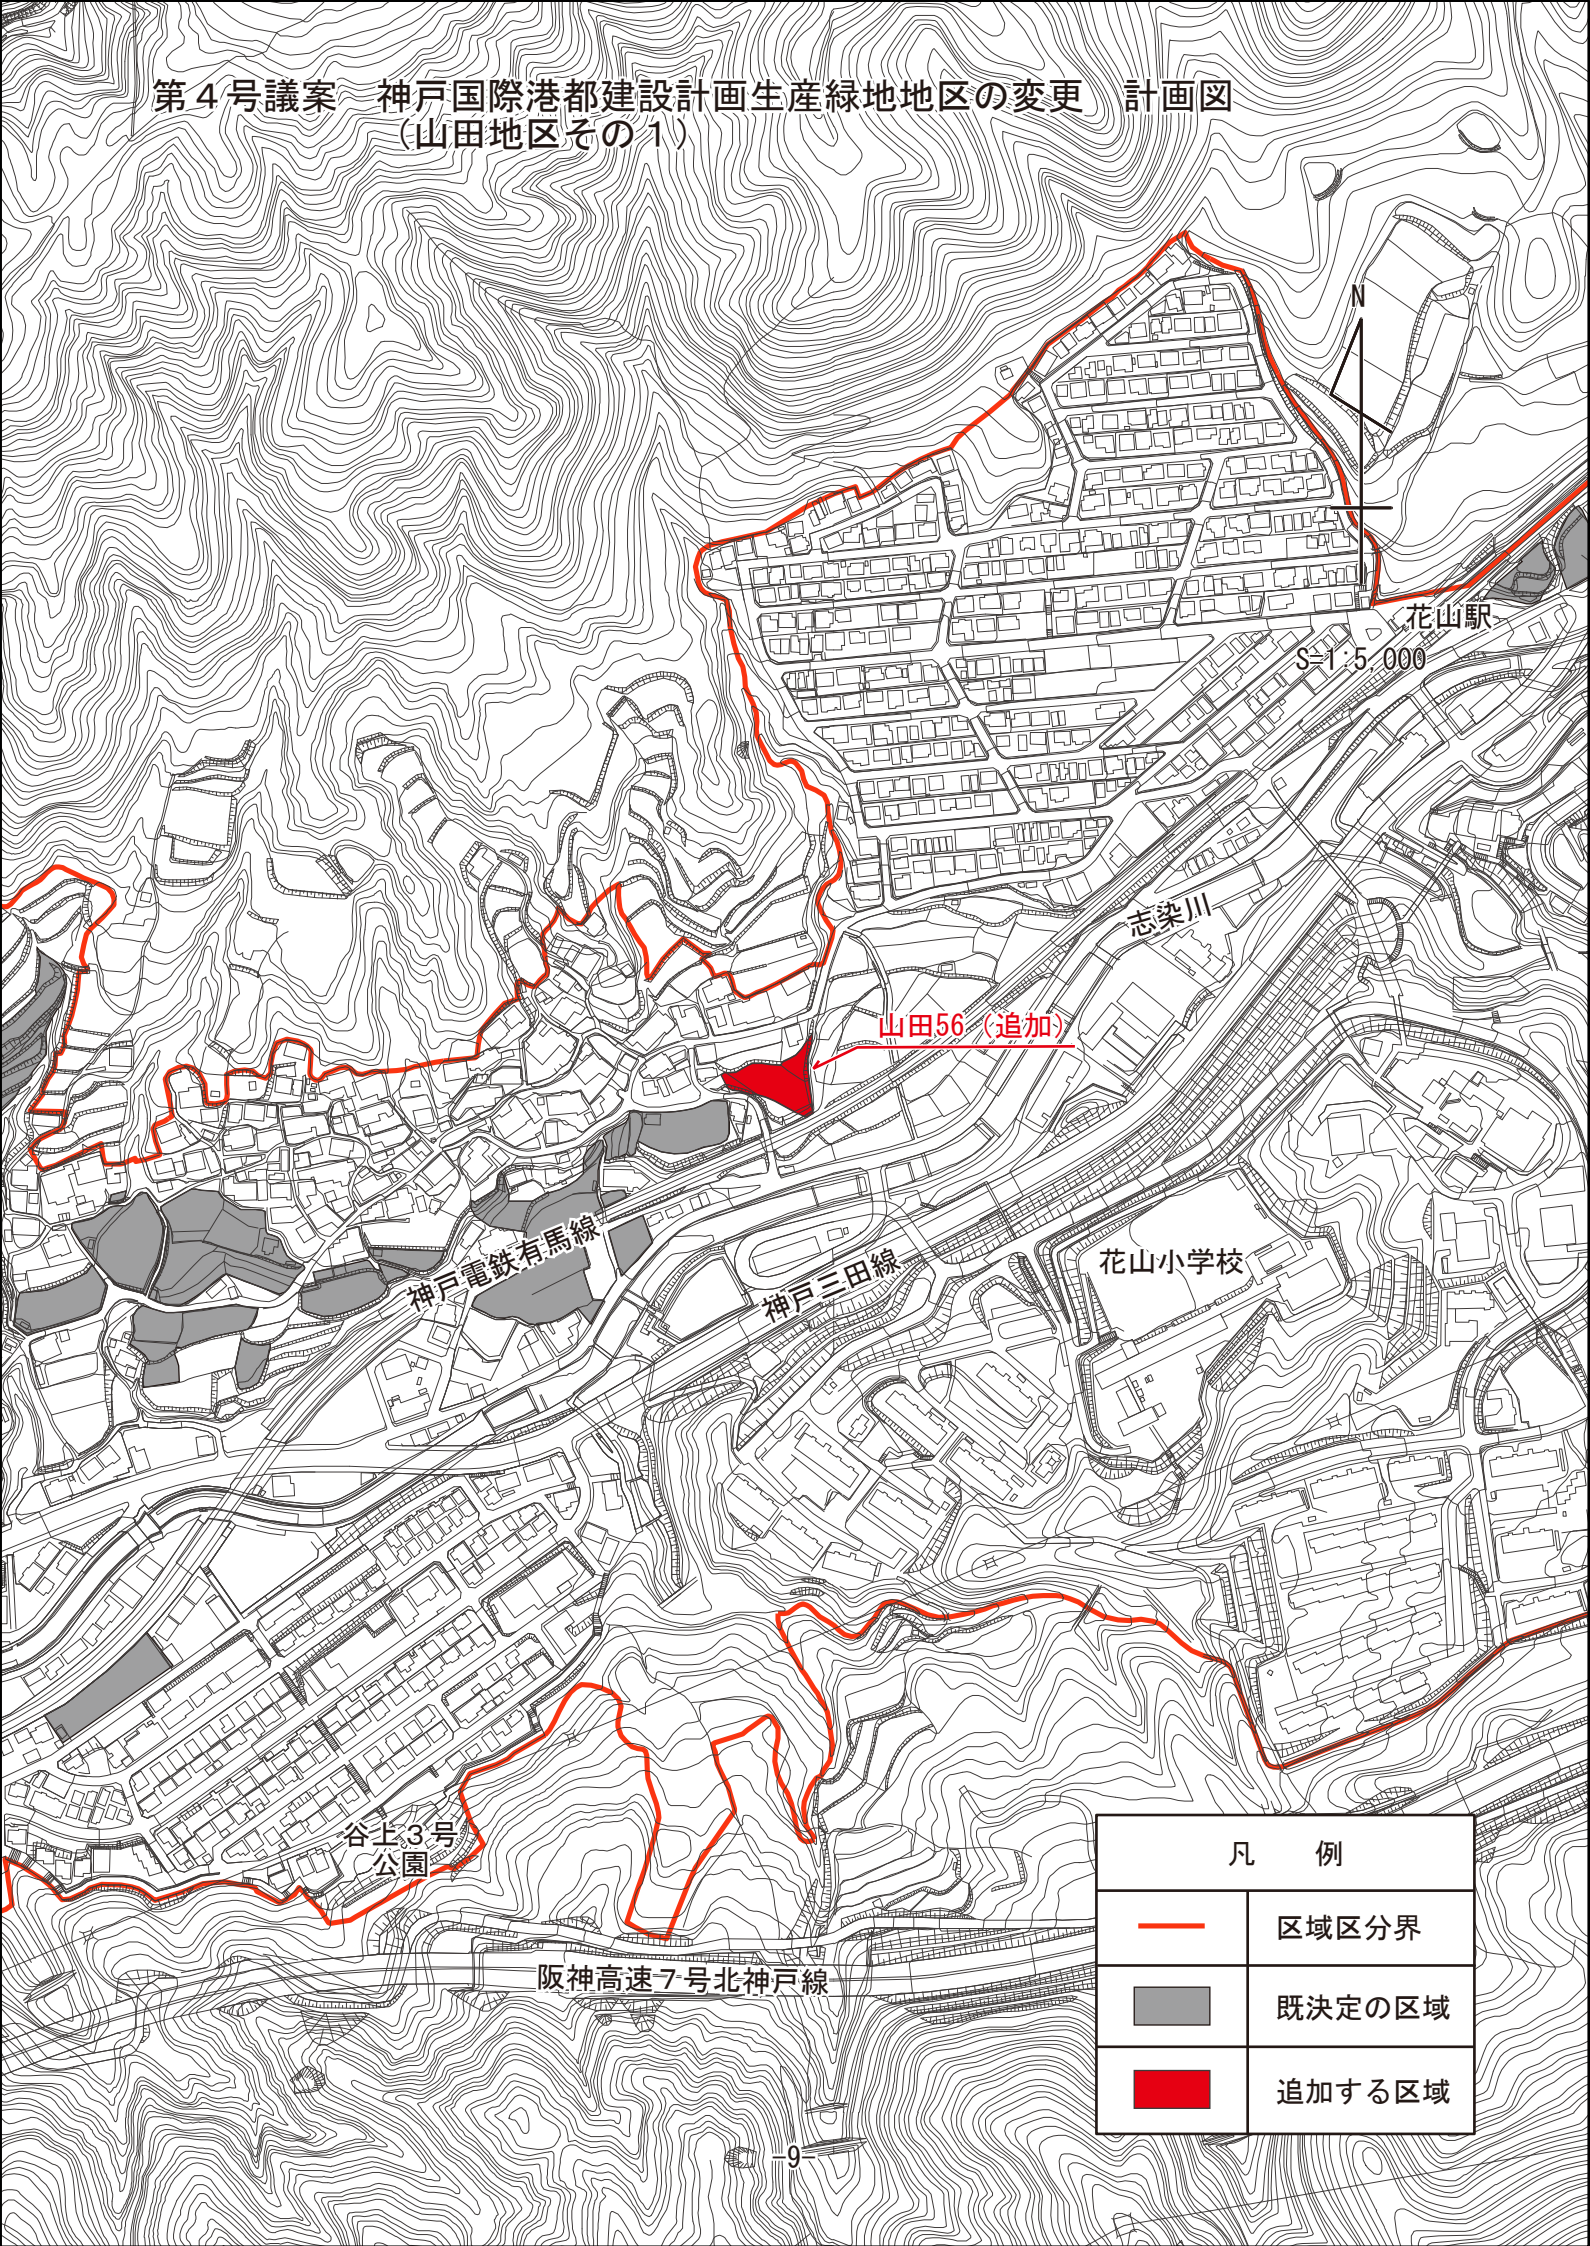 第４号議案　神戸国際港都建設計画生産緑地地区の変更　計画図
（山田地区その１）
N
花山駅
S=1:5,000
志染川
山田56（追加）
神戸電鉄有馬線
神戸三田線
花山小学校
谷上３号
公園
阪神高速７号北神戸線
凡　例
区域区分界
既決定の区域
追加する区域
-9-